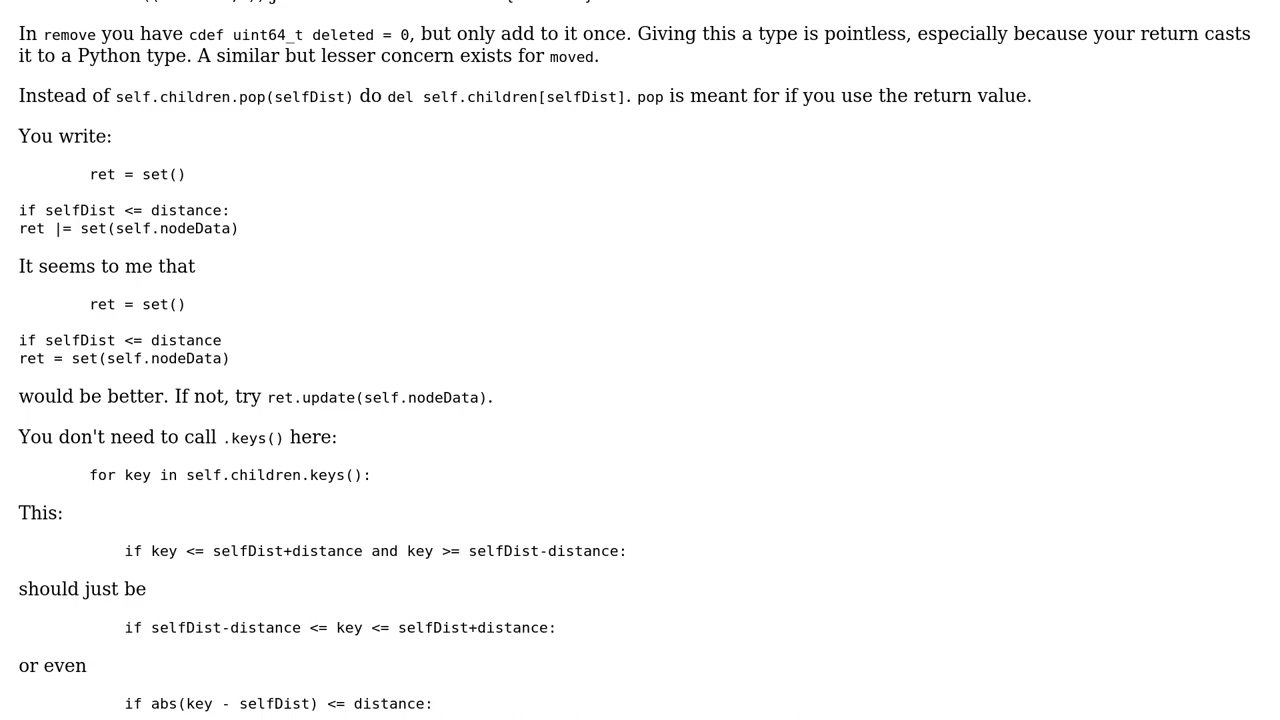 In remove you have cdef uint64_t deleted = 0, but only add to it once. Giving this a type is pointless, especially because your return casts
it to a Python type. A similar but lesser concern exists for moved.
Instead of self.children.pop(selfDist) do del self.children[selfDist]. pop is meant for if you use the return value.
You write:
ret = set()
if selfDist <= distance:
ret |= set(self.nodeData)
It seems to me that
ret = set()
if selfDist <= distance
ret = set(self.nodeData)
would be better. If not, try ret.update(self.nodeData).
You don't need to call .keys() here:
for key in self.children.keys():
This:
if key <= selfDist+distance and key >= selfDist-distance:
should just be
if selfDist-distance <= key <= selfDist+distance:
or even
if abs(key - selfDist) <= distance: